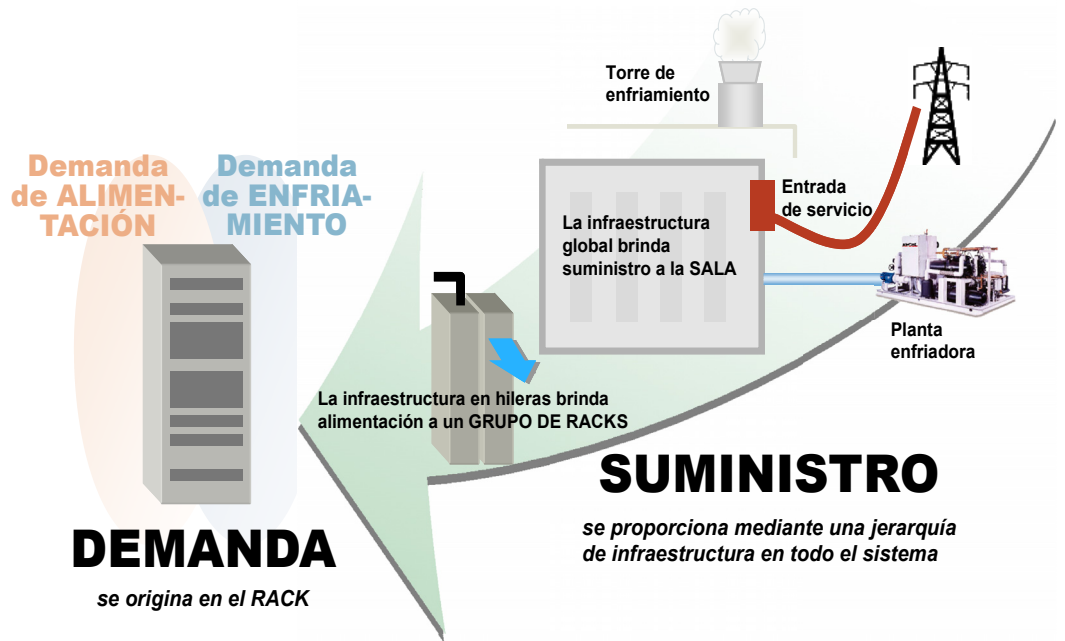 Demanda
de ALIMEN-
TACIÓN
Demanda
de ENFRIA-
MIENTO
Torre de
enfriamiento
Entrada
de servicio
La infraestructura
global brinda
suministro a la SALA
Planta
enfriadora
La infraestructura en hileras brinda
alimentación a un GRUPO DE RACKS
SUMINISTRO
se proporciona mediante una jerarquía
de infraestructura en todo el sistema
DEMANDA
se origina en el RACK